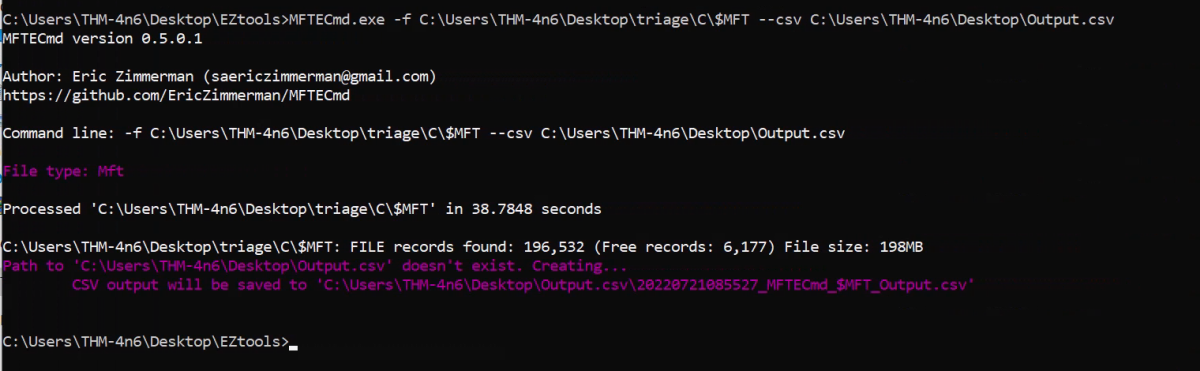 C:\Users\THM-4n6\Desktop\EZtools>MFTECmd.exe -f C:\Users\THM-4n6\Desktop\triage\C\$MFT --csv C:\Users\THM-4n6\Desktop\Output.csv
MFTECmd version 0.5.0.1
Author: Eric Zimmerman (saericzimmerman@gmail.com)
https://github.com/EricZimmerman/MFTECmd
Command line: -f C:\Users\THM-4n6\Desktop\triage\C\$MFT --csv C:\Users\THM-4n6\Desktop\Output.csv
File type: Mft
Processed 'C:\Users\THM-4n6\Desktop\triage\C\$MFT' in 38.7848 seconds
C:\Users\THM-4n6\Desktop\triage\C\$MFT: FILE records found: 196,532 (Free records: 6,177) File size: 198MB
Path to 'C:\Users\THM-4n6\Desktop\Output.csv' doesn't exist. Creating...
CSV output will be saved to 'C:\Users\THM-4n6\Desktop\Output.csv\20220721085527_MFTECmd_$MFT_Output.csv'
C:\Users\THM-4n6\Desktop\EZtools>